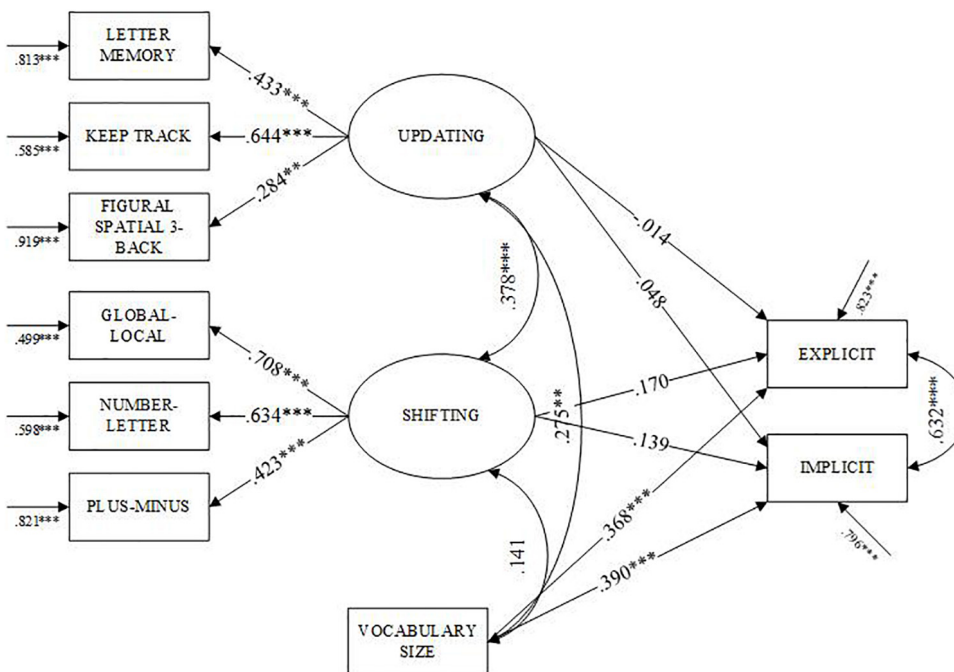 LETTER
MEMORY
.813***
.433***
KEEP TRACK
.585***
.644***
UPDATING
FIGURAL
SPATIAL 3-
BACK
.919***
.284**
-.014
.048
.378***
GLOBAL-
LOCAL
.499***
.708***
.823***
EXPLICIT
.170
NUMBER-
LETTER
.598***
.634***
SHIFTING
.275**
.139
.632***
.423***
IMPLICIT
PLUS-MINUS
.821***
.368***
.796***
.141
.390***
VOCABULARY
SIZE